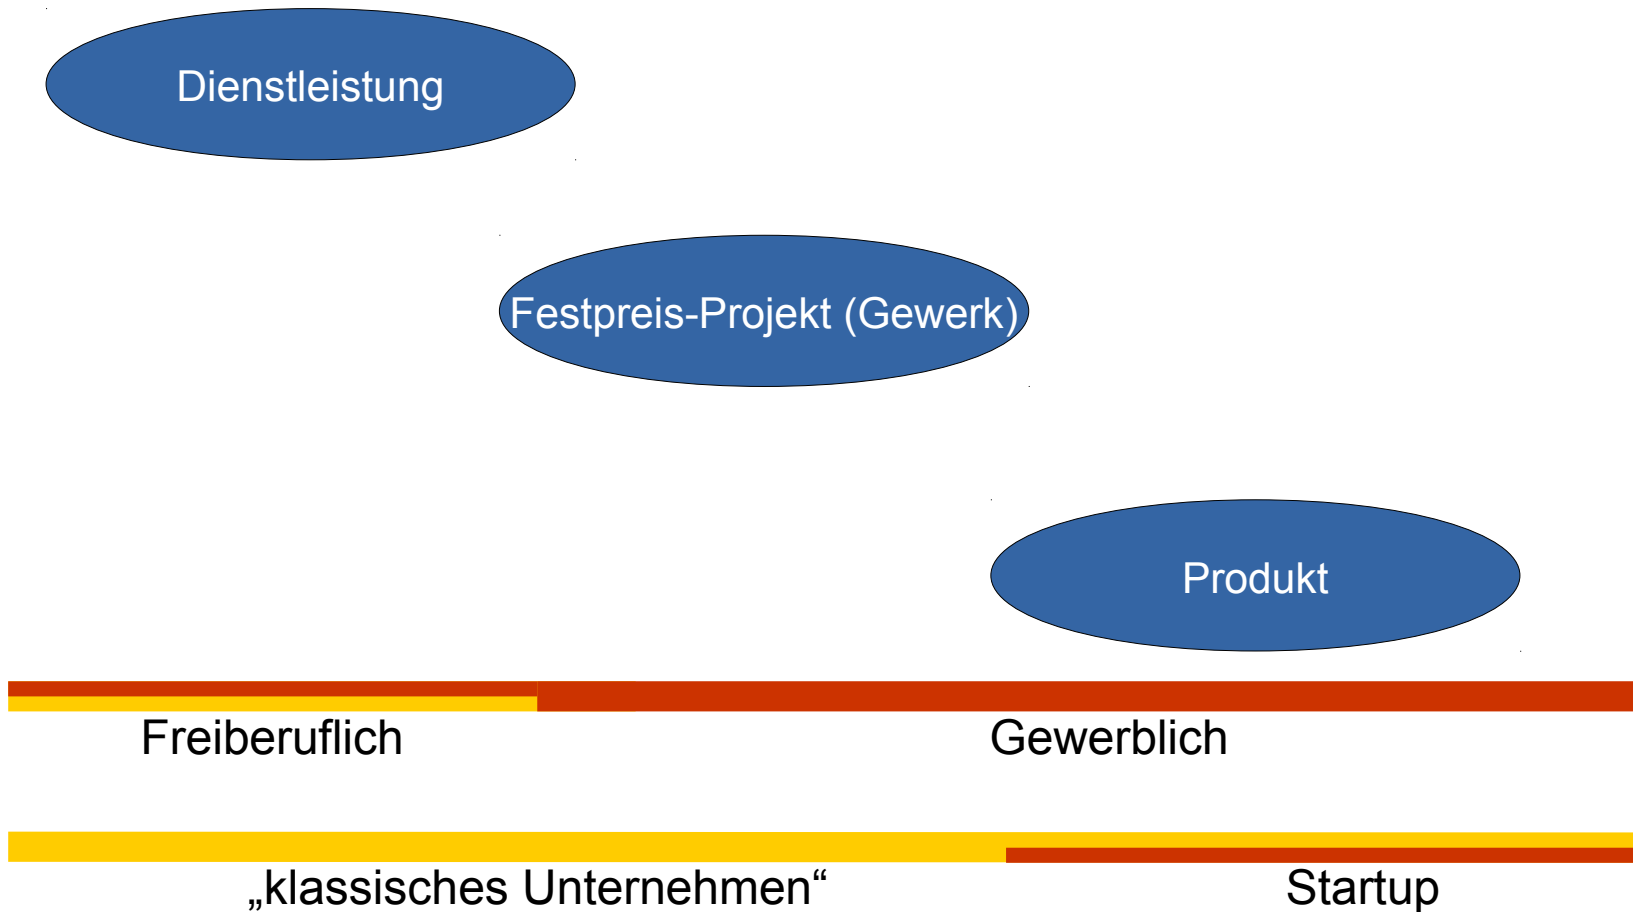 Dienstleistung
Festpreis-Projekt (Gewerk)
Produkt
Freiberuflich
Gewerblich
„klassisches Unternehmen“
Startup